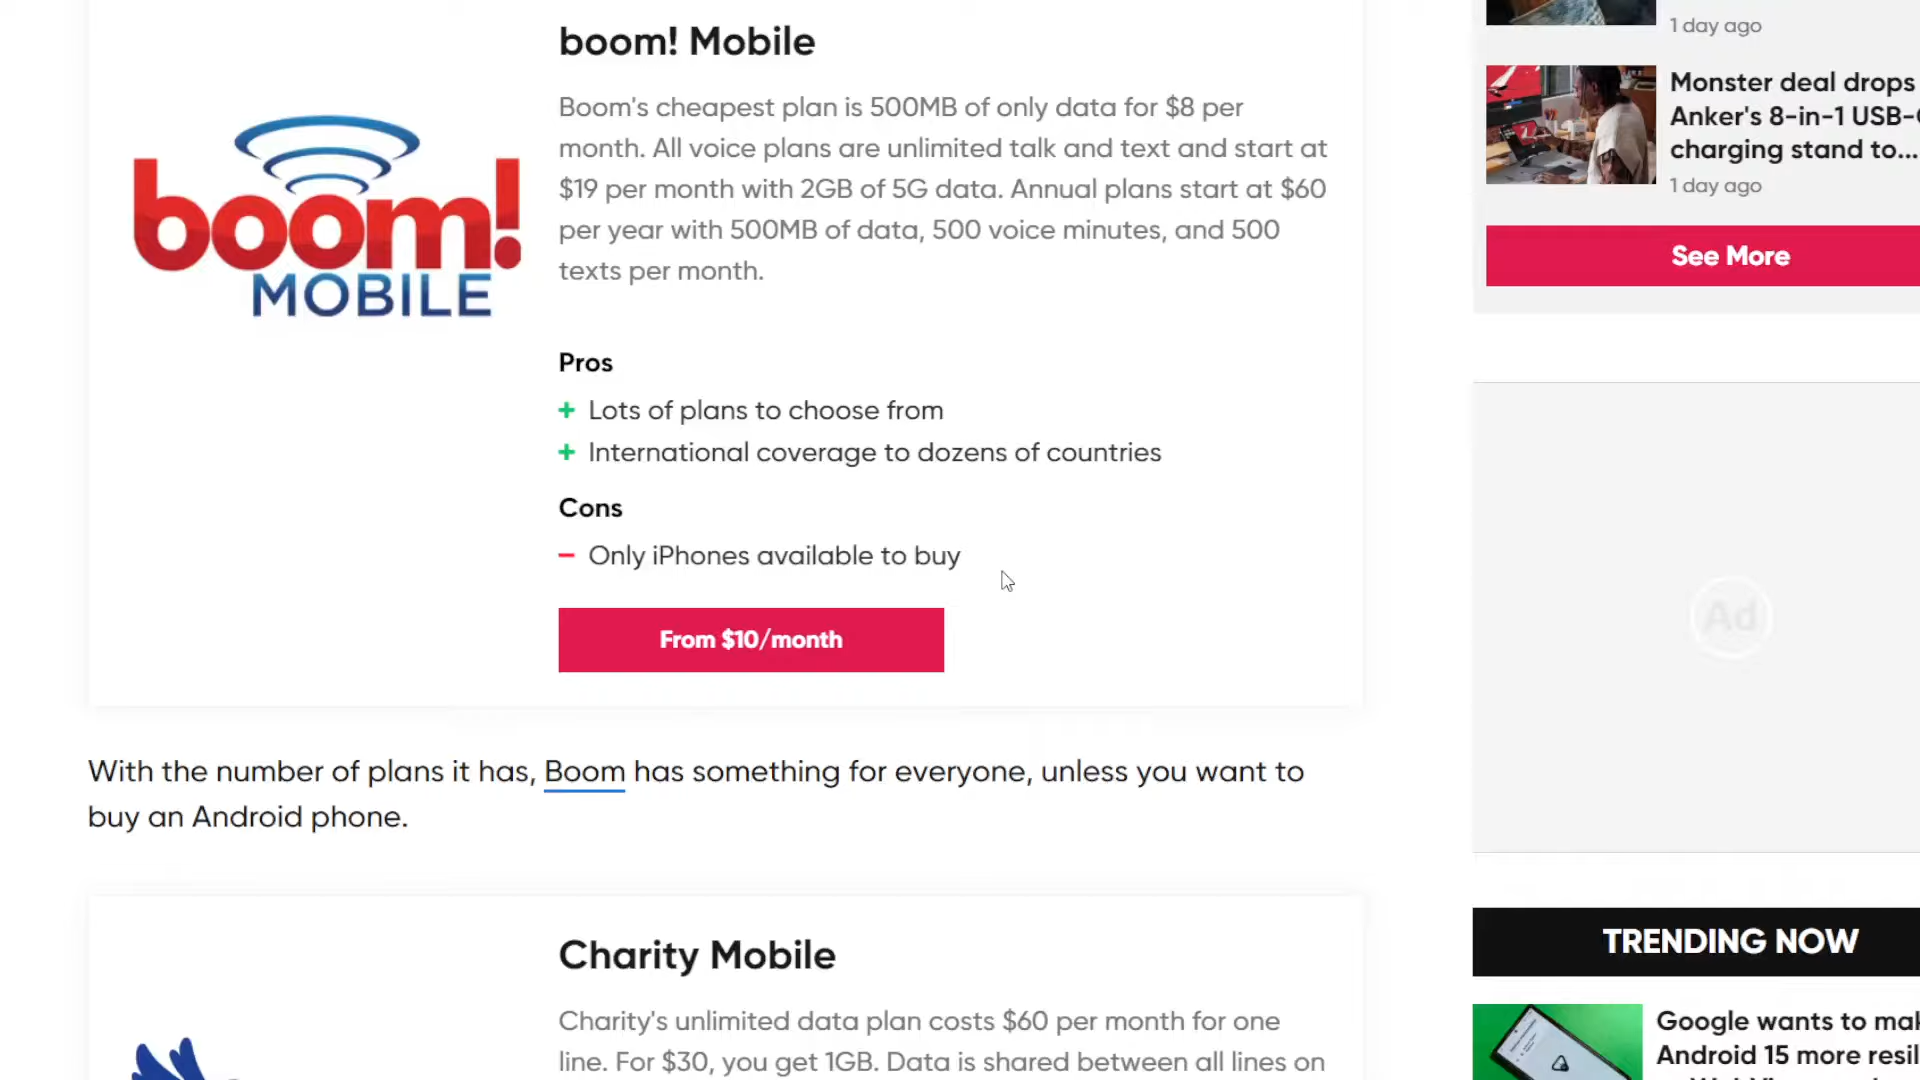 boom! Mobile
boom!
MOBILE
Boom's cheapest plan is 500MB of only data for $8 per
month. All voice plans are unlimited talk and text and start at
$19 per month with 2GB of 5G data. Annual plans start at $60
per year with 500MB of data, 500 voice minutes, and 500
texts per month.
Pros
+ Lots of plans to choose from
+ International coverage to dozens of countries
Cons
− Only iPhones available to buy
From $10/month
With the number of plans it has, Boom has something for everyone, unless you want to
buy an Android phone.
Charity Mobile
Charity's unlimited data plan costs $60 per month for one
line. For $30, you get 1GB. Data is shared between all lines on
1 day ago
Monster deal drops
Anker's 8-in-1 USB-
charging stand to...
1 day ago
See More
Ad
TRENDING NOW
Google wants to
Android 15 more